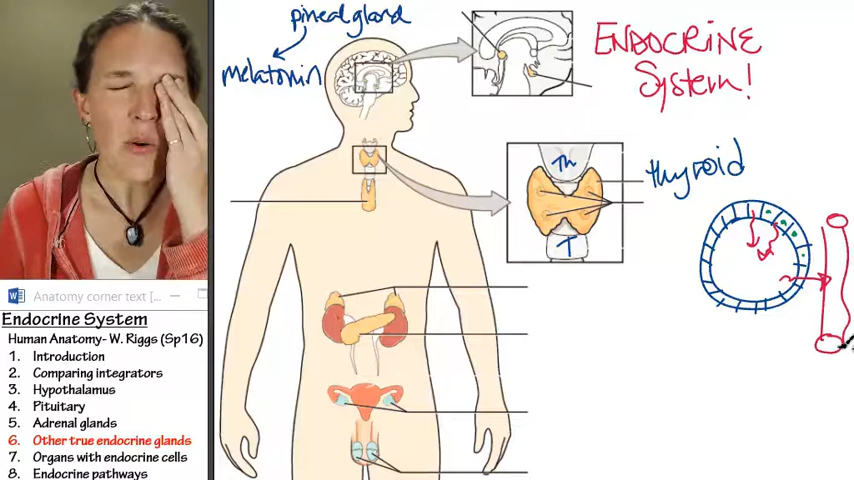 pineal gland
melatonin
ENDOCRINE
System!
Th
thyroid
T
Anatomy corner text [...
Endocrine System
Human Anatomy- W. Riggs (Sp16)
1. Introduction
2. Comparing integrators
3. Hypothalamus
4. Pituitary
5. Adrenal glands
6. Other true endocrine glands
7. Organs with endocrine cells
8. Endocrine pathways